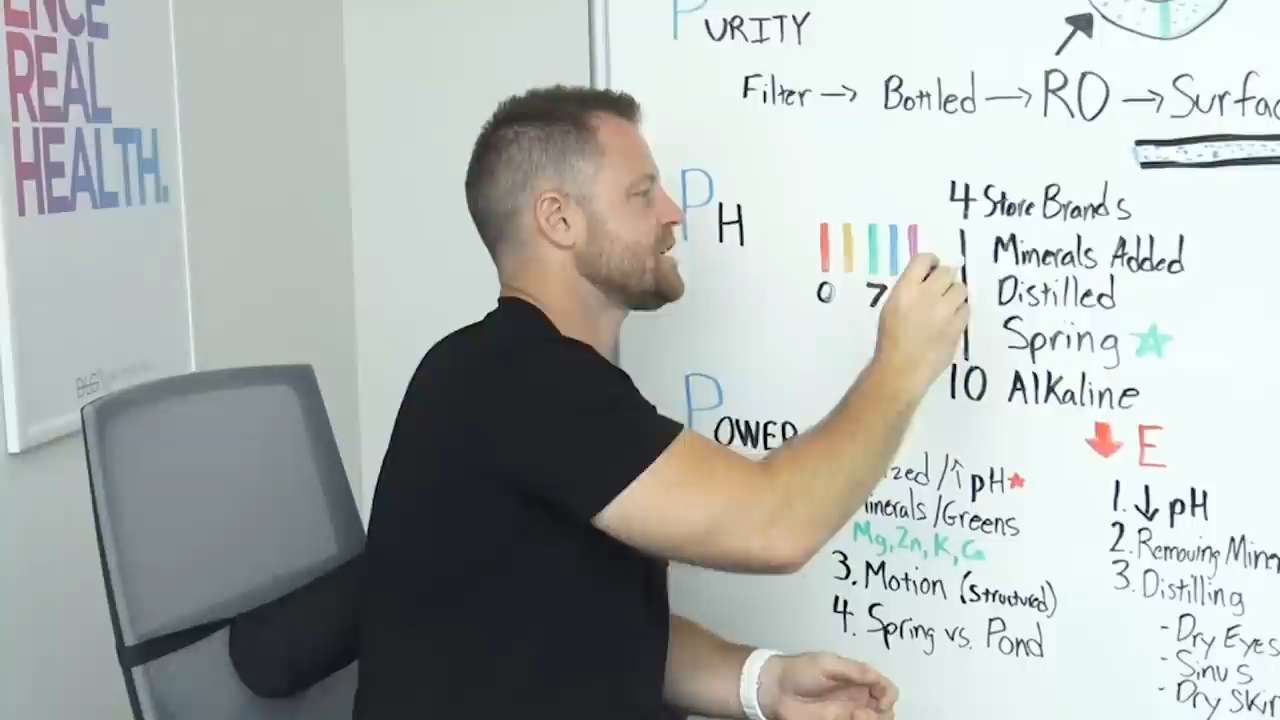 ENCE
REAL
HEALTH.
PURITY
Filter → Bottled → RO → Surfac
PH
0 7
4 Store Brands
Minerals Added
Distilled
Spring
10 Alkaline
POWER
ized/↑pH
inerals/Greens
Mg, Zn, K, Ca
3. Motion (Structured)
4. Spring vs. Pond
↓ E
1. ↓ pH
2. Removing Miner
3. Distilling
- Dry Eyes
- Sinus
- Dry Skin